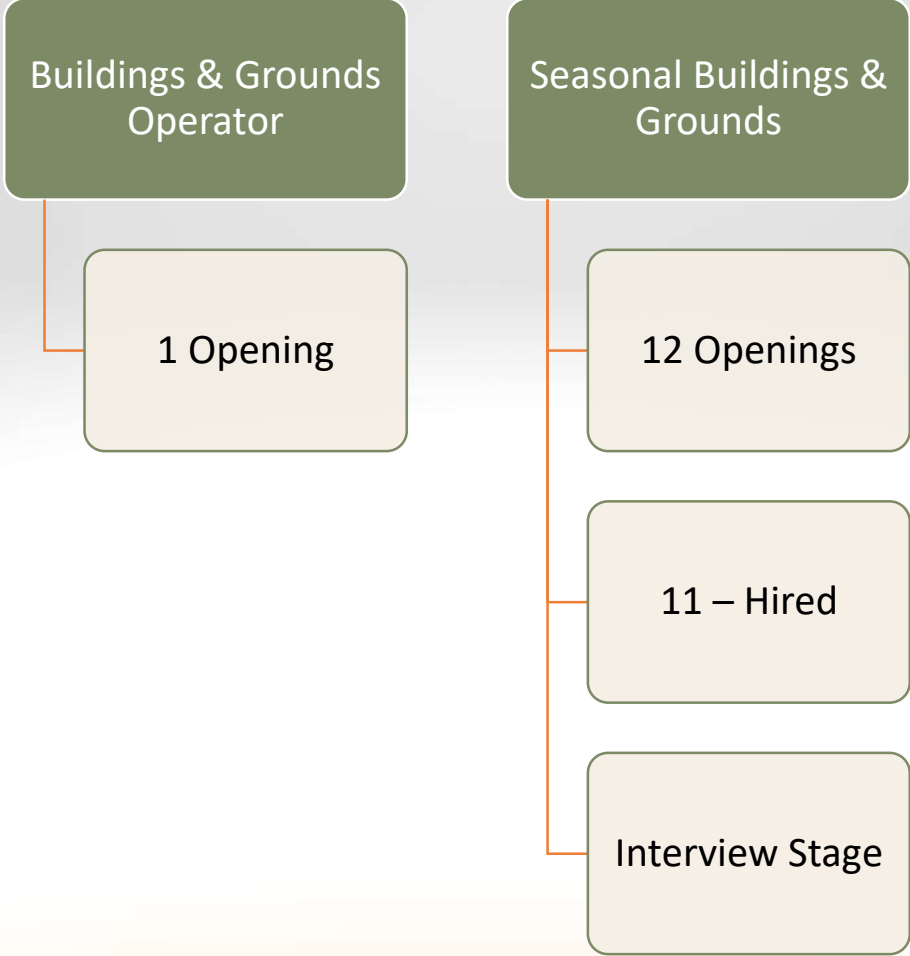 Buildings & Grounds
Operator
1 Opening
Seasonal Buildings &
Grounds
12 Openings
11 – Hired
Interview Stage